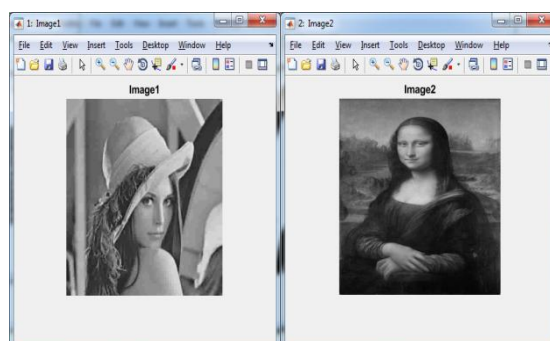 1: Image1
File Edit View Insert Tools Desktop Window Help
Image1
2: Image2
File Edit View Insert Tools Desktop Window Help
Image2